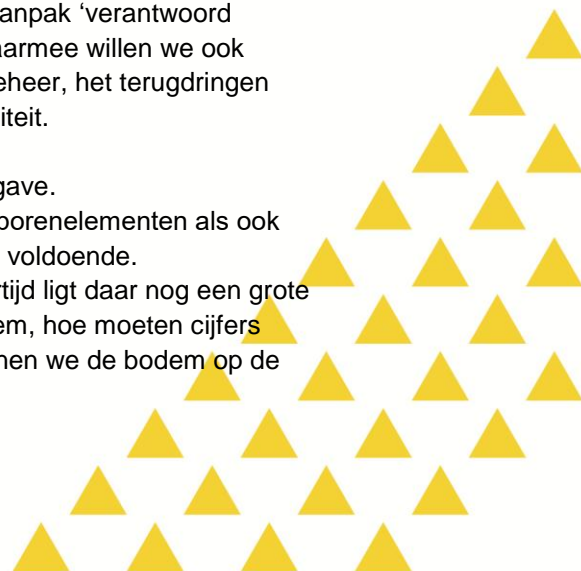 anpak ‘verantwoord
aarmee willen we ook
eheer, het terugdringen
iteit.
gave.
porenelementen als ook
voldoende.
tijd ligt daar nog een grote
em, hoe moeten cijfers
nen we de bodem op de